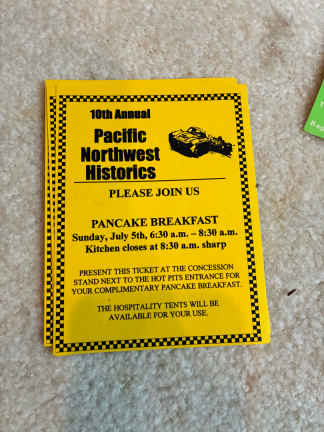 10th Annual
Pacific
Northwest
Historics
PLEASE JOIN US
PANCAKE BREAKFAST
Sunday, July 5th, 6:30 a.m. – 8:30 a.m.
Kitchen closes at 8:30 a.m. sharp
PRESENT THIS TICKET AT THE CONCESSION
STAND NEXT TO THE HOT PITS ENTRANCE FOR
YOUR COMPLIMENTARY PANCAKE BREAKFAST.
THE HOSPITALITY TENTS WILL BE
AVAILABLE FOR YOUR USE.